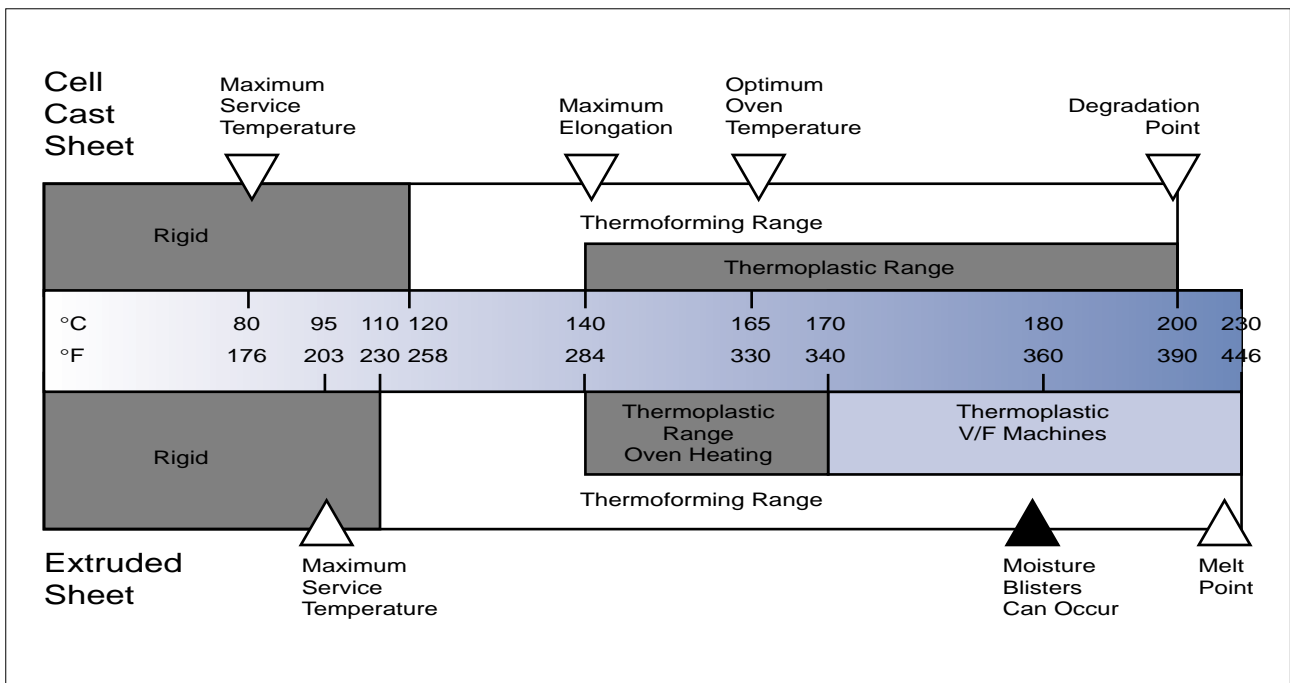 Cell
Cast
Sheet
Maximum
Service
Temperature
Maximum
Elongation
Optimum
Oven
Temperature
Degradation
Point
Rigid
Thermoforming Range
Thermoplastic Range
°C 80 95 110 120 140 165 170 180 200 230
°F 176 203 230 258 284 330 340 360 390 446
Rigid
Thermoplastic
Range
Oven Heating
Thermoplastic
V/F Machines
Thermoforming Range
Extruded
Sheet
Maximum
Service
Temperature
Moisture
Blisters
Can Occur
Melt
Point